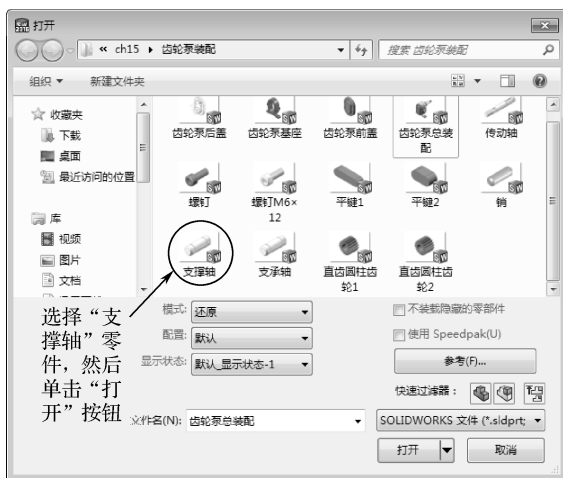 打开
« ch15 ▸ 齿轮泵装配
搜索 齿轮泵装配
组织 ▼
新建文件夹
收藏夹
下载
桌面
最近访问的位置
库
视频
图片
文档
齿轮泵后盖
齿轮泵基座
齿轮泵前盖
齿轮泵总装
配
传动轴
螺钉
螺钉M6×
12
平键1
平键2
销
支撑轴
支承轴
直齿圆柱齿
轮1
直齿圆柱齿
轮2
选择“支
撑轴”零
件，然后
单击“打
开”按钮
模式:
还原
配置:
默认
显示状态:
默认_显示状态-1
不装载隐藏的零部件
使用 Speedpak(U)
参考(F)...
快速过滤器：
文件名(N):
齿轮泵总装配
SOLIDWORKS 文件 (*.sldprt;
打开
取消